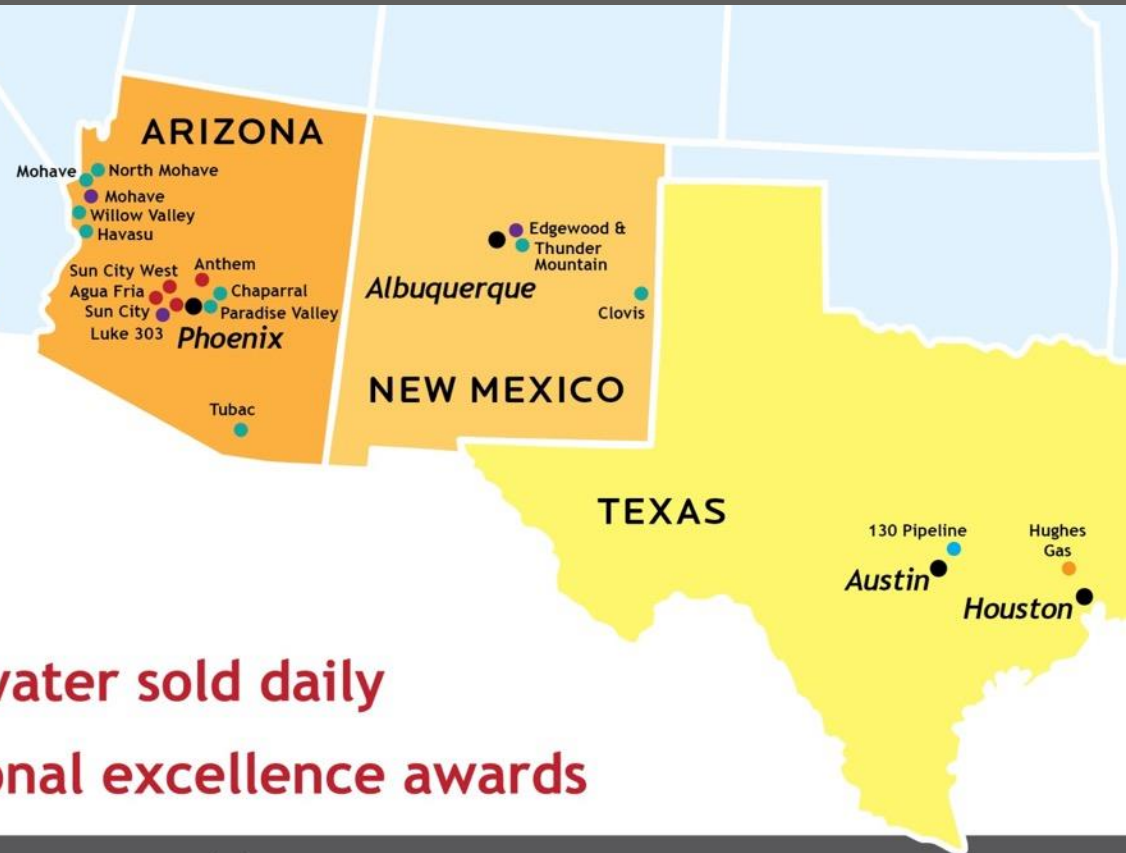 ARIZONA
Mohave
North Mohave
Mohave
Willow Valley
Havasu
Sun City West
Anthem
Agua Fria
Chaparral
Sun City
Paradise Valley
Luke 303
Phoenix
Tubac
Edgewood &
Thunder
Mountain
Albuquerque
Clovis
NEW MEXICO
TEXAS
130 Pipeline
Hughes
Gas
Austin
Houston
sold daily
excellence awards